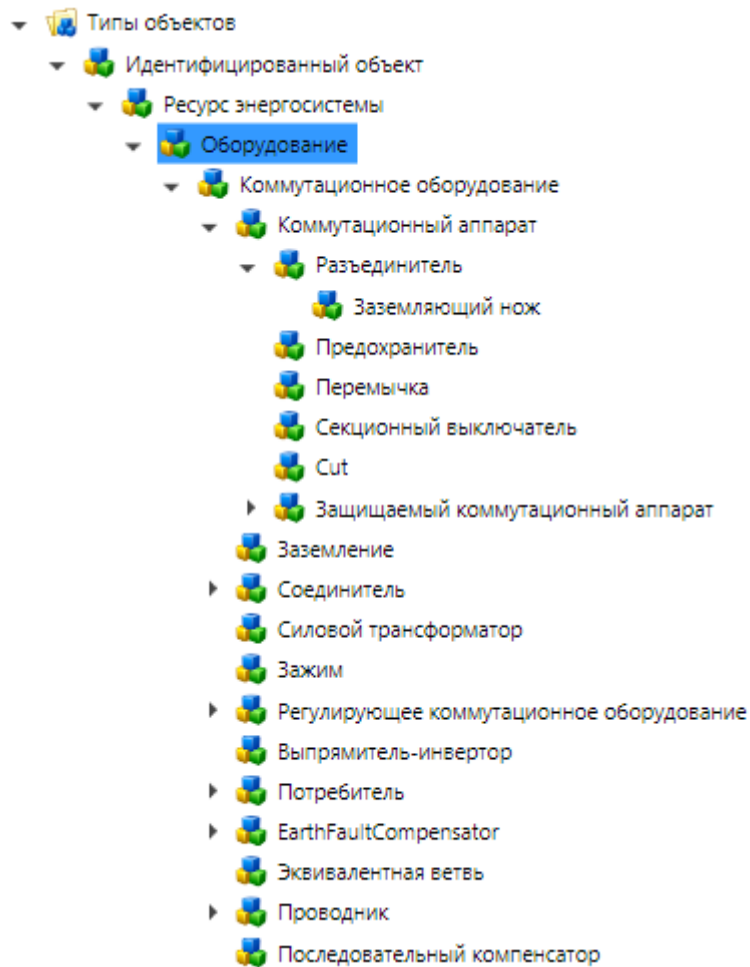 Типы объектов
Идентифицированный объект
Ресурс энергосистемы
Оборудование
Коммутационное оборудование
Коммутационный аппарат
Разъединитель
Заземляющий нож
Предохранитель
Перемычка
Секционный выключатель
Cut
Защищаемый коммутационный аппарат
Заземление
Соединитель
Силовой трансформатор
Зажим
Регулирующее коммутационное оборудование
Выпрямитель-инвертор
Потребитель
EarthFaultCompensator
Эквивалентная ветвь
Проводник
Последовательный компенсатор